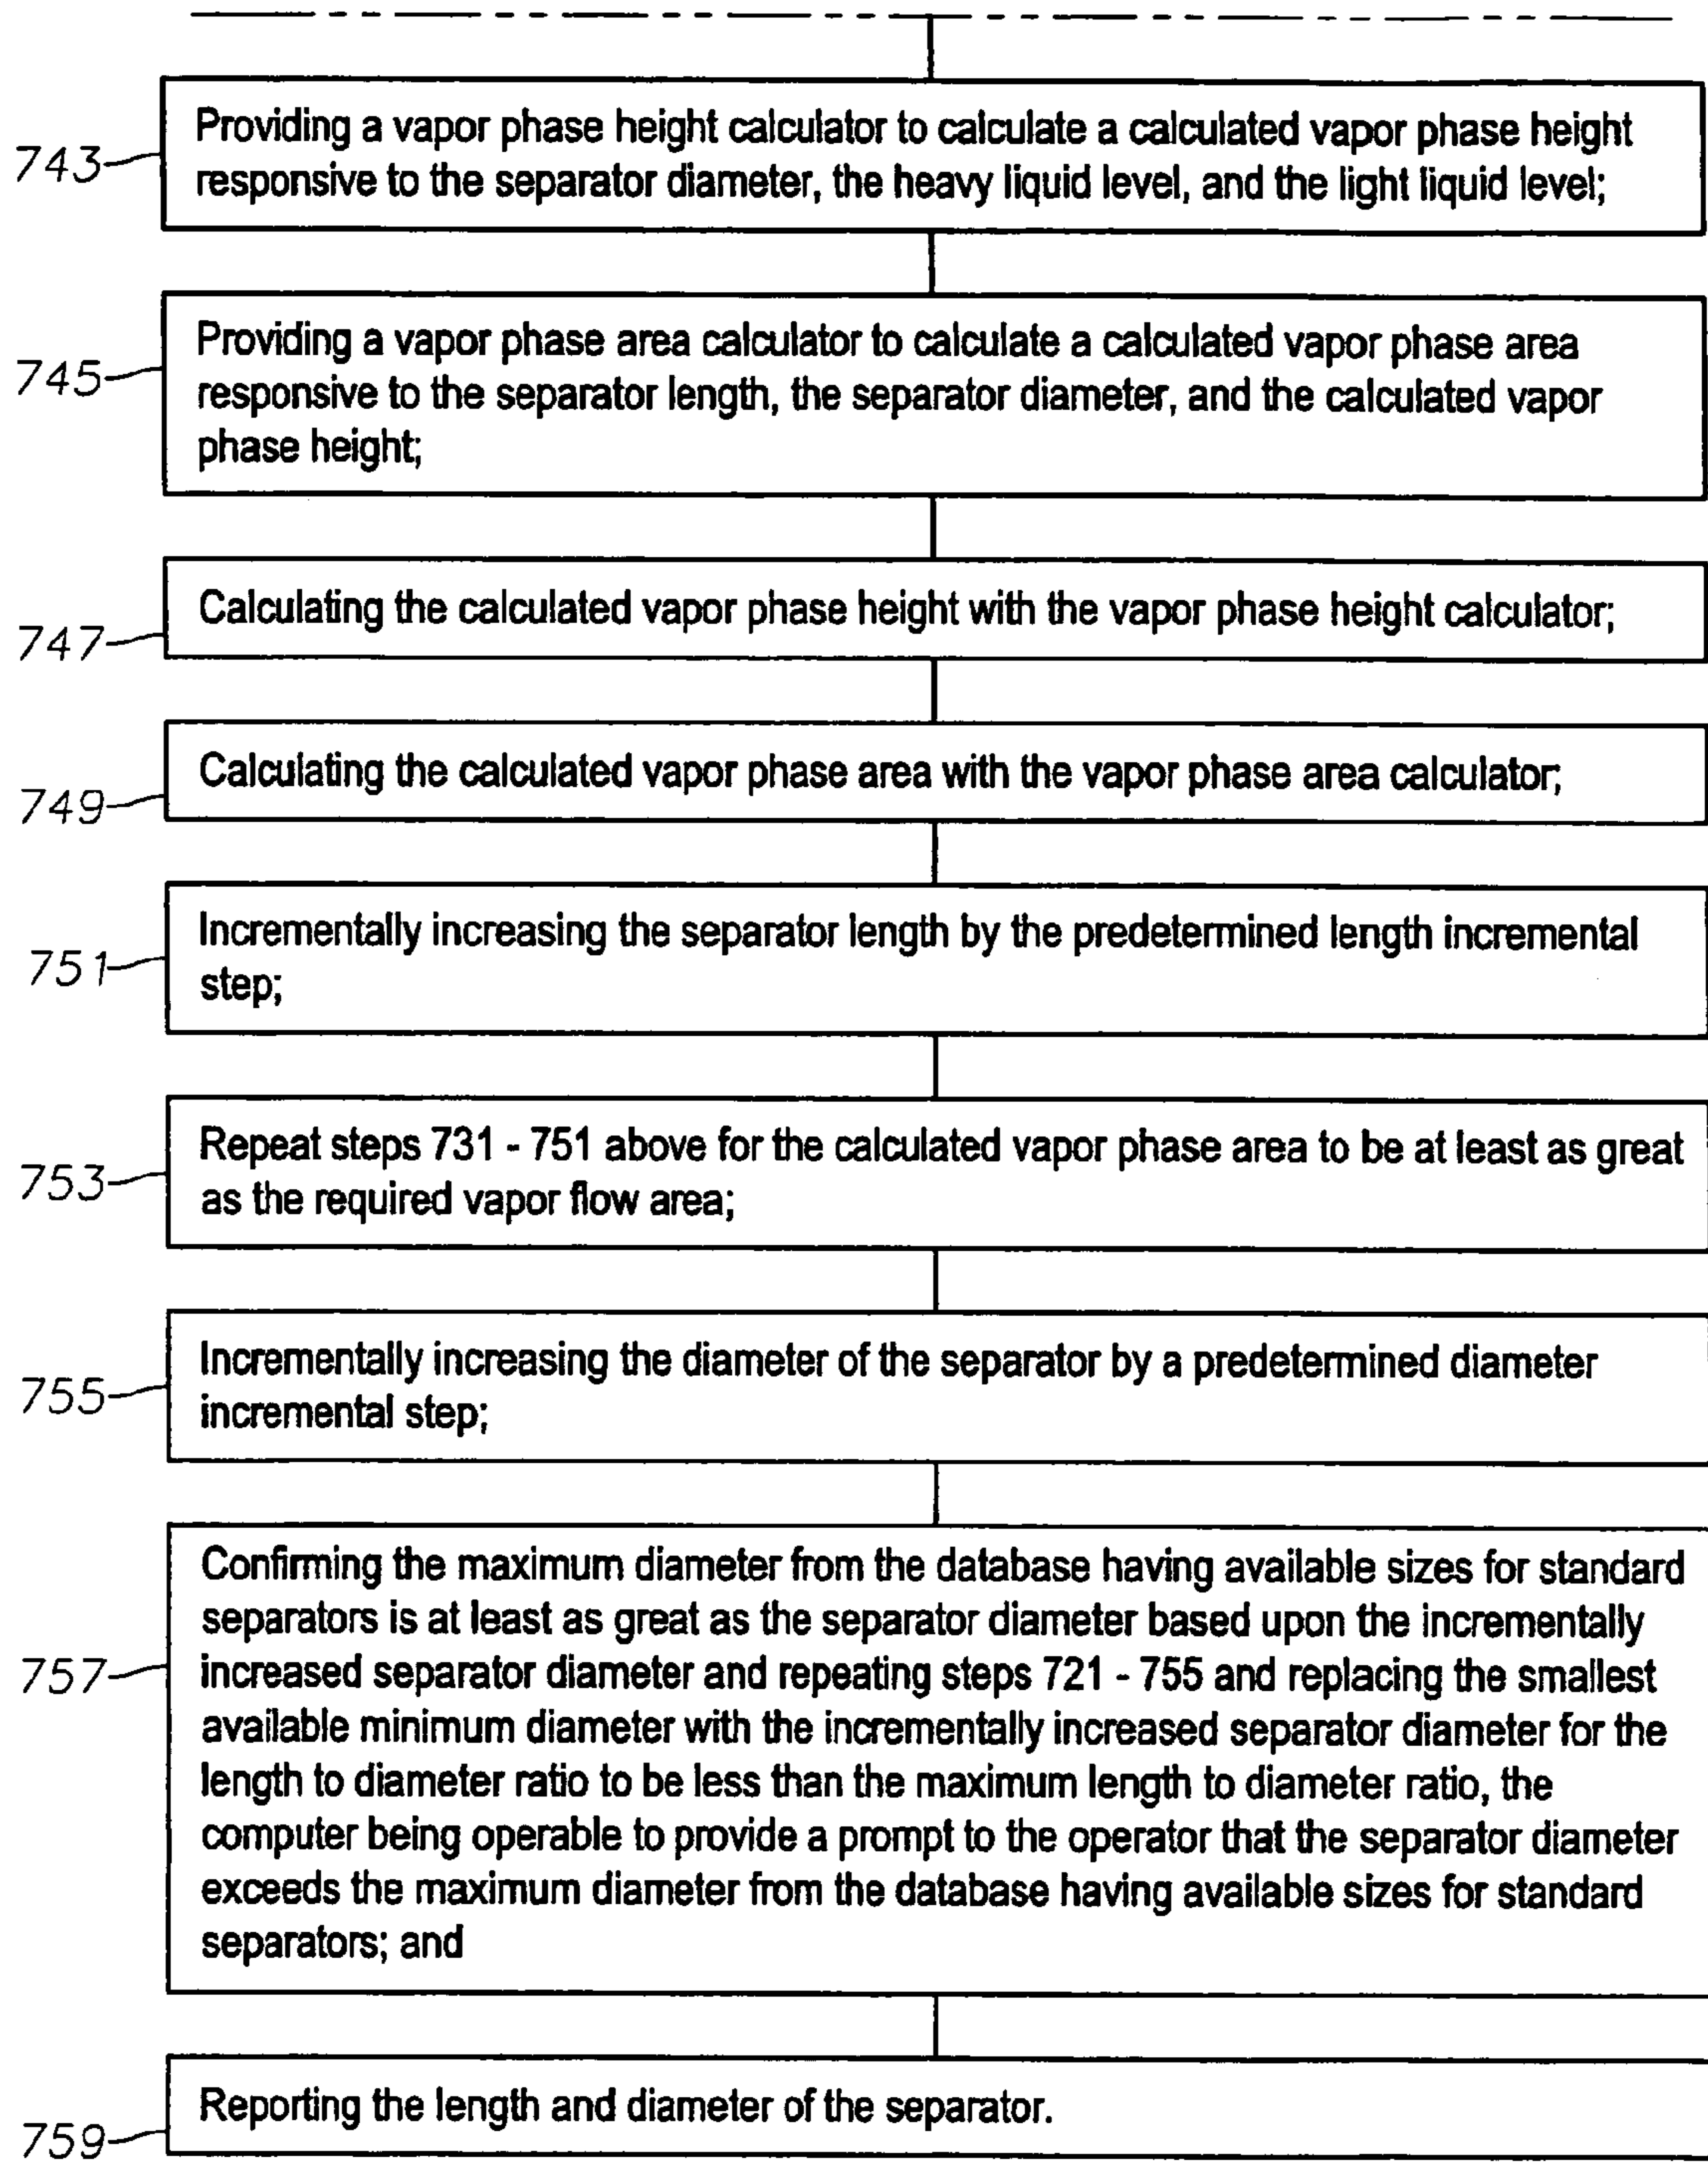 743
Providing a vapor phase height calculator to calculate a calculated vapor phase height
responsive to the separator diameter, the heavy liquid level, and the light liquid level;
745
Providing a vapor phase area calculator to calculate a calculated vapor phase area
responsive to the separator length, the separator diameter, and the calculated vapor
phase height;
747
Calculating the calculated vapor phase height with the vapor phase height calculator;
749
Calculating the calculated vapor phase area with the vapor phase area calculator;
751
Incrementally increasing the separator length by the predetermined length incremental
step;
753
Repeat steps 731 - 751 above for the calculated vapor phase area to be at least as great
as the required vapor flow area;
755
Incrementally increasing the diameter of the separator by a predetermined diameter
incremental step;
757
Confirming the maximum diameter from the database having available sizes for standard
separators is at least as great as the separator diameter based upon the incrementally
increased separator diameter and repeating steps 721 - 755 and replacing the smallest
available minimum diameter with the incrementally increased separator diameter for the
length to diameter ratio to be less than the maximum length to diameter ratio, the
computer being operable to provide a prompt to the operator that the separator diameter
exceeds the maximum diameter from the database having available sizes for standard
separators; and
759
Reporting the length and diameter of the separator.